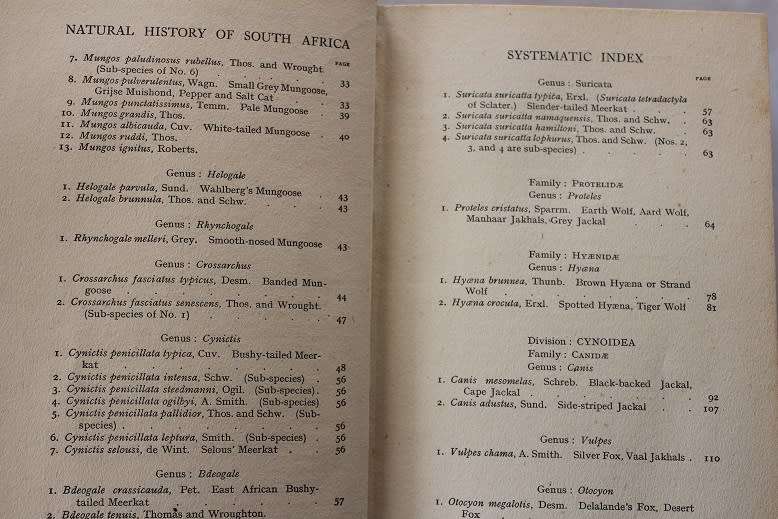 NATURAL HISTORY OF SOUTH AFRICA
PAGE
7. Mungos paludinosus rubellus, Thos. and Wrought.
(Sub-species of No. 6) . . . . . 33
8. Mungos pulverulentus, Wagn. Small Grey Mungoose,
Grijse Muishond, Pepper and Salt Cat . . . 33
9. Mungos punctatissimus, Temm. Pale Mungoose . 39
10. Mungos grandis, Thos.
11. Mungos albicauda, Cuv. White-tailed Mungoose . 40
12. Mungos ruddi, Thos.
13. Mungos ignitus, Roberts.
Genus : Helogale
1. Helogale parvula, Sund. Wahlberg's Mungoose . 43
2. Helogale brunnula, Thos. and Schw. . . . 43
Genus : Rhynchogale
1. Rhynchogale melleri, Grey. Smooth-nosed Mungoose 43
Genus : Crossarchus
1. Crossarchus fasciatus typicus, Desm. Banded Mun-
goose . . . . . . . 44
2. Crossarchus fasciatus senescens, Thos. and Wrought.
(Sub-species of No. 1) . . . . . 47
Genus : Cynictis
1. Cynictis penicillata typica, Cuv. Bushy-tailed Meer-
kat . . . . . . . 48
2. Cynictis penicillata intensa, Schw. (Sub-species) . 56
3. Cynictis penicillata steedmanni, Ogil. (Sub-species) . 56
4. Cynictis penicillata ogilbyi, A. Smith. (Sub-species) 56
5. Cynictis penicillata pallidior, Thos. and Schw. (Sub-
species) . . . . . . . 56
6. Cynictis penicillata leptura, Smith. (Sub-species) . 56
7. Cynictis selousi, de Wint. Selous' Meerkat . . 56
Genus : Bdeogale
1. Bdeogale crassicauda, Pet. East African Bushy-
tailed Meerkat . . . . . . 57
2. Bdeogale tenuis, Thomas and Wroughton.
SYSTEMATIC INDEX
PAGE
Genus : Suricata
1. Suricata suricatta typica, Erxl. (Suricata tetradactyla
of Sclater.) Slender-tailed Meerkat . . . 57
2. Suricata suricatta namaquensis, Thos. and Schw. . 63
3. Suricata suricatta hamiltoni, Thos. and Schw. . 63
4. Suricata suricatta lophurus, Thos. and Schw. (Nos. 2,
3, and 4 are sub-species) . . . . 63
Family : PROTELIDÆ
Genus : Proteles
1. Proteles cristatus, Sparrm. Earth Wolf, Aard Wolf,
Manhaar Jakhals, Grey Jackal . . . 64
Family : HYÆNIDÆ
Genus : Hyæna
1. Hyæna brunnea, Thunb. Brown Hyæna or Strand
Wolf . . . . . . . 78
2. Hyæna crocuta, Erxl. Spotted Hyæna, Tiger Wolf 81
Division : CYNOIDEA
Family : CANIDÆ
Genus : Canis
1. Canis mesomelas, Schreb. Black-backed Jackal,
Cape Jackal . . . . . . 92
2. Canis adustus, Sund. Side-striped Jackal . . 107
Genus : Vulpes
1. Vulpes chama, A. Smith. Silver Fox, Vaal Jakhals . 110
Genus : Otocyon
1. Otocyon megalotis, Desm. Delalande's Fox, Desert
Fox